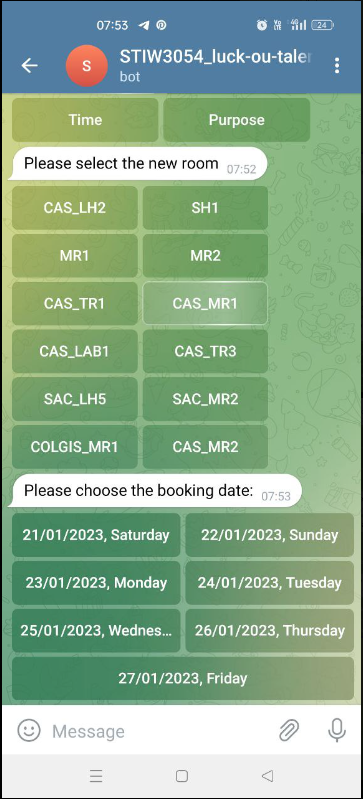 07:53
24
STIW3054_luck-ou-tale
S
bot
Time Purpose
Please select the new room 07:52
CAS_LH2 SH1
MR1 MR2
CAS_TR1 CAS_MR1
CAS_LAB1 CAS_TR3
SAC_LH5 SAC_MR2
COLGIS_MR1 CAS_MR2
Please choose the booking date: 07:53
21/01/2023, Saturday 22/01/2023, Sunday
23/01/2023, Monday 24/01/2023, Tuesday
25/01/2023, Wednes... 26/01/2023, Thursday
27/01/2023, Friday
Message